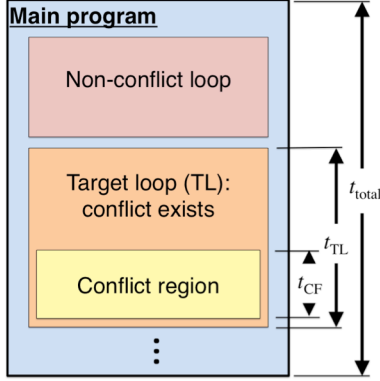 Main program
Non-conflict loop
Target loop (TL):
conflict exists
Conflict region
⋮
t_total
t_TL
t_CF